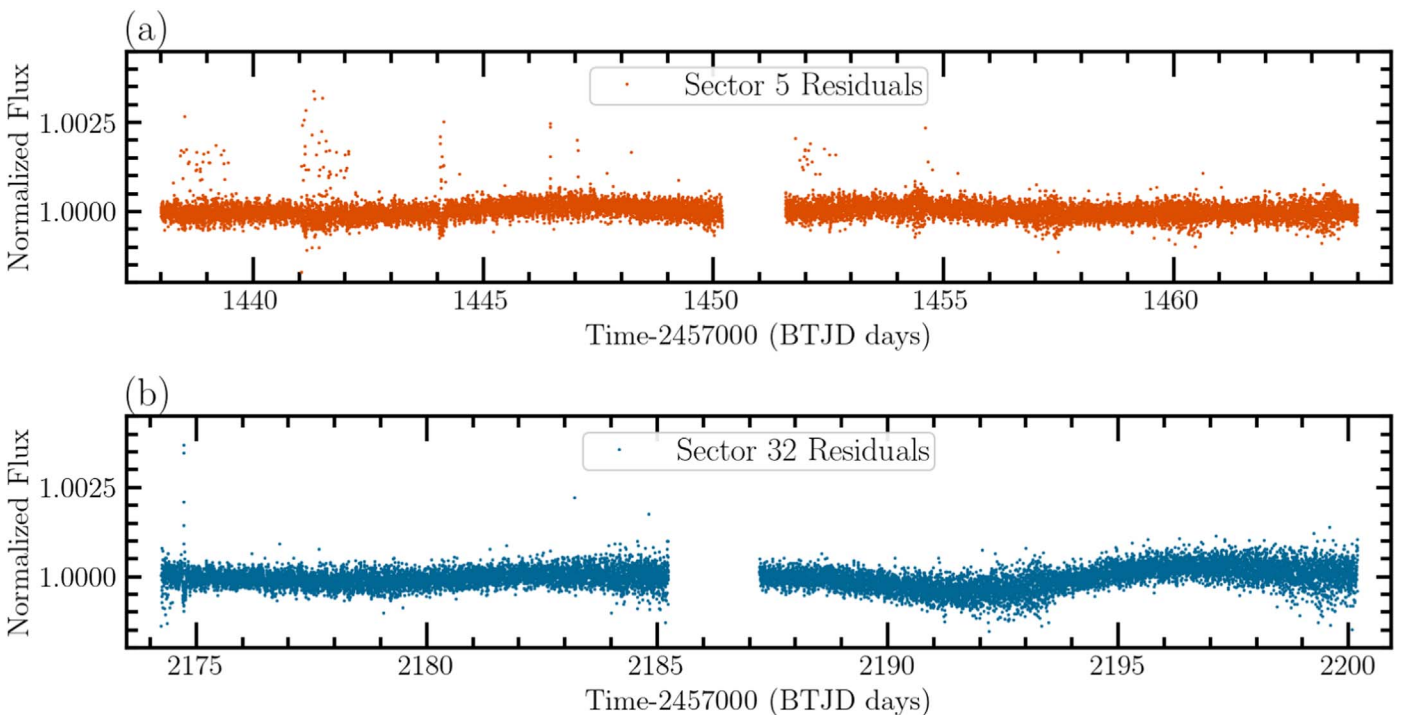 (a)
Sector 5 Residuals
Normalized Flux
1.0025
1.0000
1440 1445 1450 1455 1460
Time-2457000 (BTJD days)
(b)
Sector 32 Residuals
Normalized Flux
1.0025
1.0000
2175 2180 2185 2190 2195 2200
Time-2457000 (BTJD days)